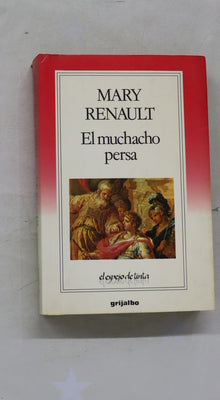 MARY
RENAULT
El muchacho
persa
el espejo de tinta
grijalbo